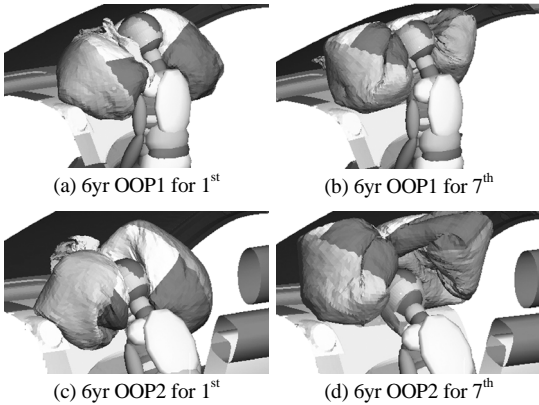 (a) 6yr OOP1 for 1st
(b) 6yr OOP1 for 7th
(c) 6yr OOP2 for 1st
(d) 6yr OOP2 for 7th